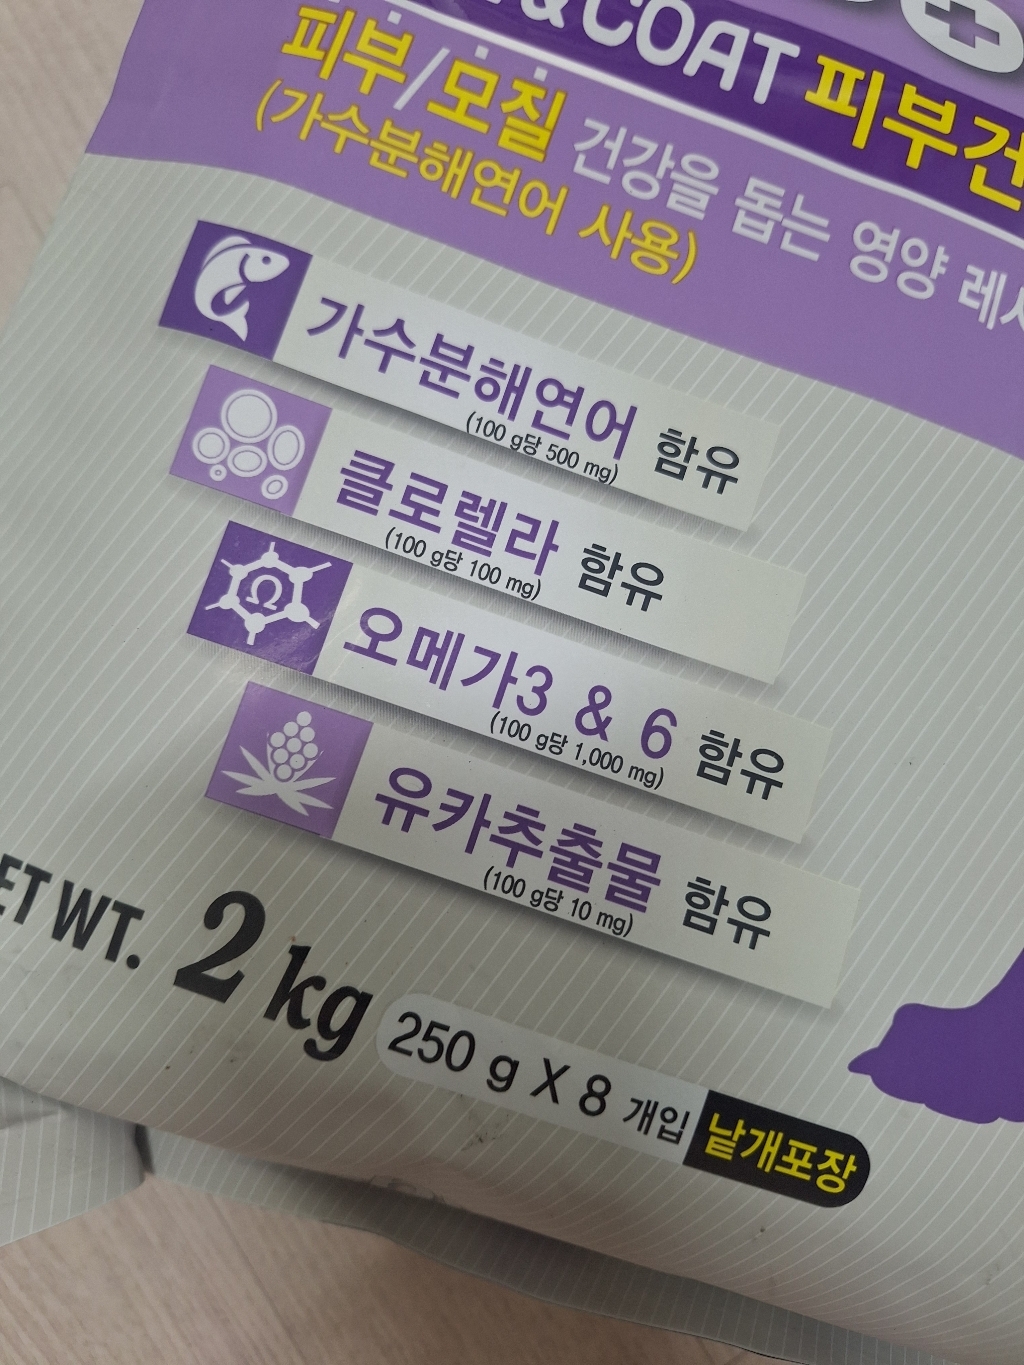 &COAT 피부건
피부/모질 건강을 돕는 영양 레시
(가수분해연어 사용)
가수분해연어 함유
(100 g당 500 mg)
클로렐라 함유
(100 g당 100 mg)
Ω
오메가3 & 6 함유
(100 g당 1,000 mg)
유카추출물 함유
(100 g당 10 mg)
ET WT. 2 kg
250 g X 8 개입 낱개포장